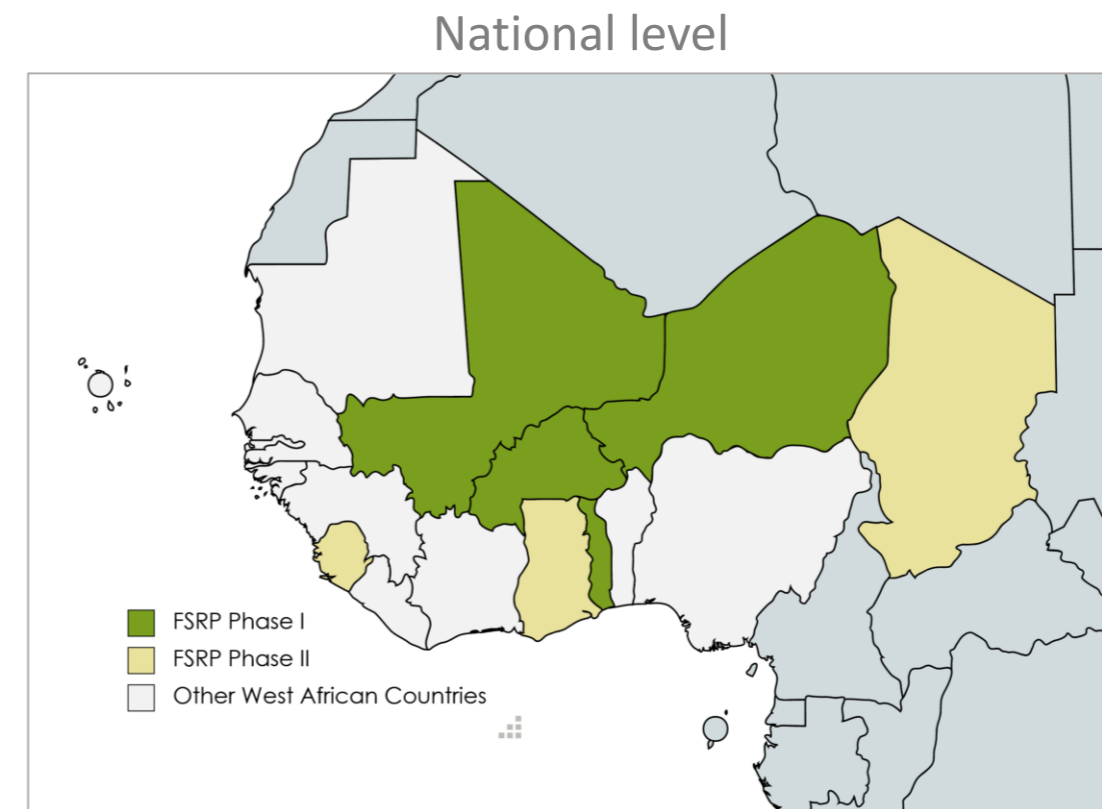 National level
FSRP Phase I
FSRP Phase II
Other West African Countries